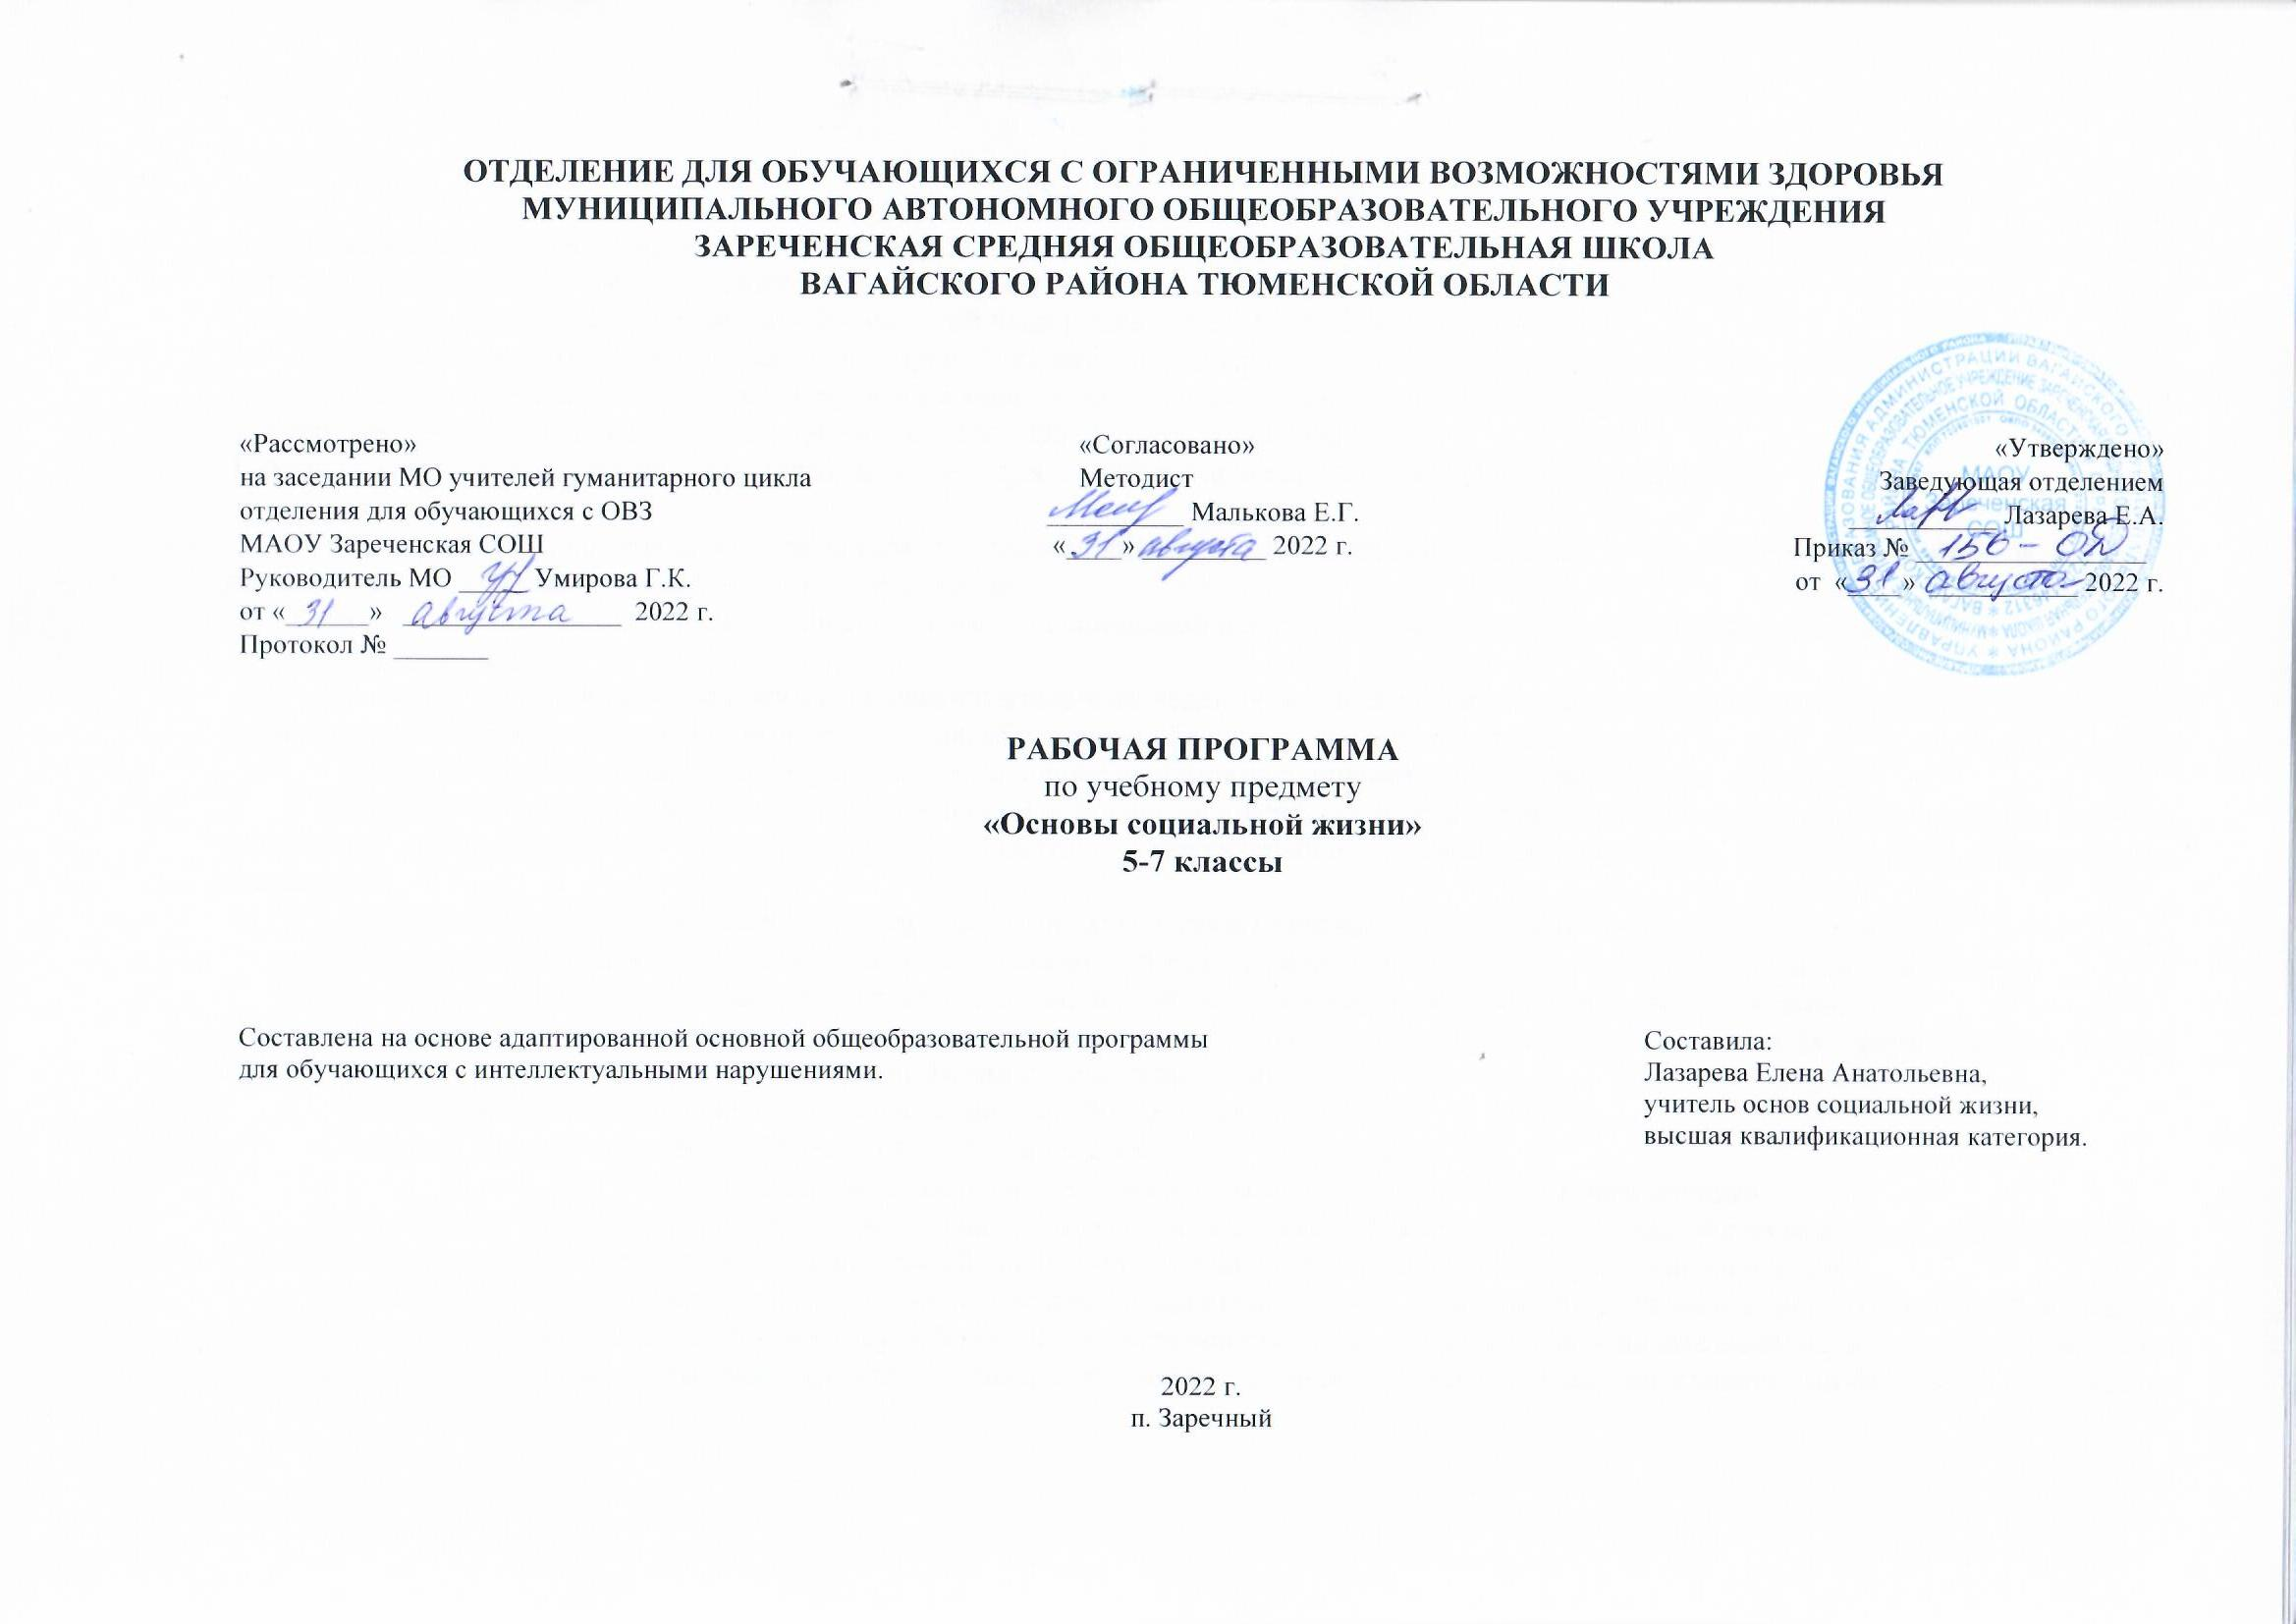 ОТДЕЛЕНИЕ ДЛЯ ОБУЧАЮЩИХСЯ С ОГРАНИЧЕННЫМИ ВОЗМОЖНОСТЯМИ ЗДОРОВЬЯ
МУНИЦИПАЛЬНОГО АВТОНОМНОГО ОБЩЕОБРАЗОВАТЕЛЬНОГО УЧРЕЖДЕНИЯ
ЗАРЕЧЕНСКАЯ СРЕДНЯЯ ОБЩЕОБРАЗОВАТЕЛЬНАЯ ШКОЛА
ВАГАЙСКОГО РАЙОНА ТЮМЕНСКОЙ ОБЛАСТИ
«Рассмотрено»
на заседании МО учителей гуманитарного цикла
отделения для обучающихся с ОВЗ
МАОУ Зареченская СОШ
Руководитель МО Умирова Г.К.
от «31» августа 2022 г.
Протокол № _______
«Согласовано»
Методист
Малькова Е.Г.
«31» августа 2022 г.
«Утверждено»
Заведующая отделением
Лазарева Е.А.
Приказ № 156-ОД
от «31» августа 2022 г.
МАОУ
Зареченская
СОШ
РАБОЧАЯ ПРОГРАММА
по учебному предмету
«Основы социальной жизни»
5-7 классы
Составлена на основе адаптированной основной общеобразовательной программы
для обучающихся с интеллектуальными нарушениями.
Составила:
Лазарева Елена Анатольевна,
учитель основ социальной жизни,
высшая квалификационная категория.
2022 г.
п. Заречный